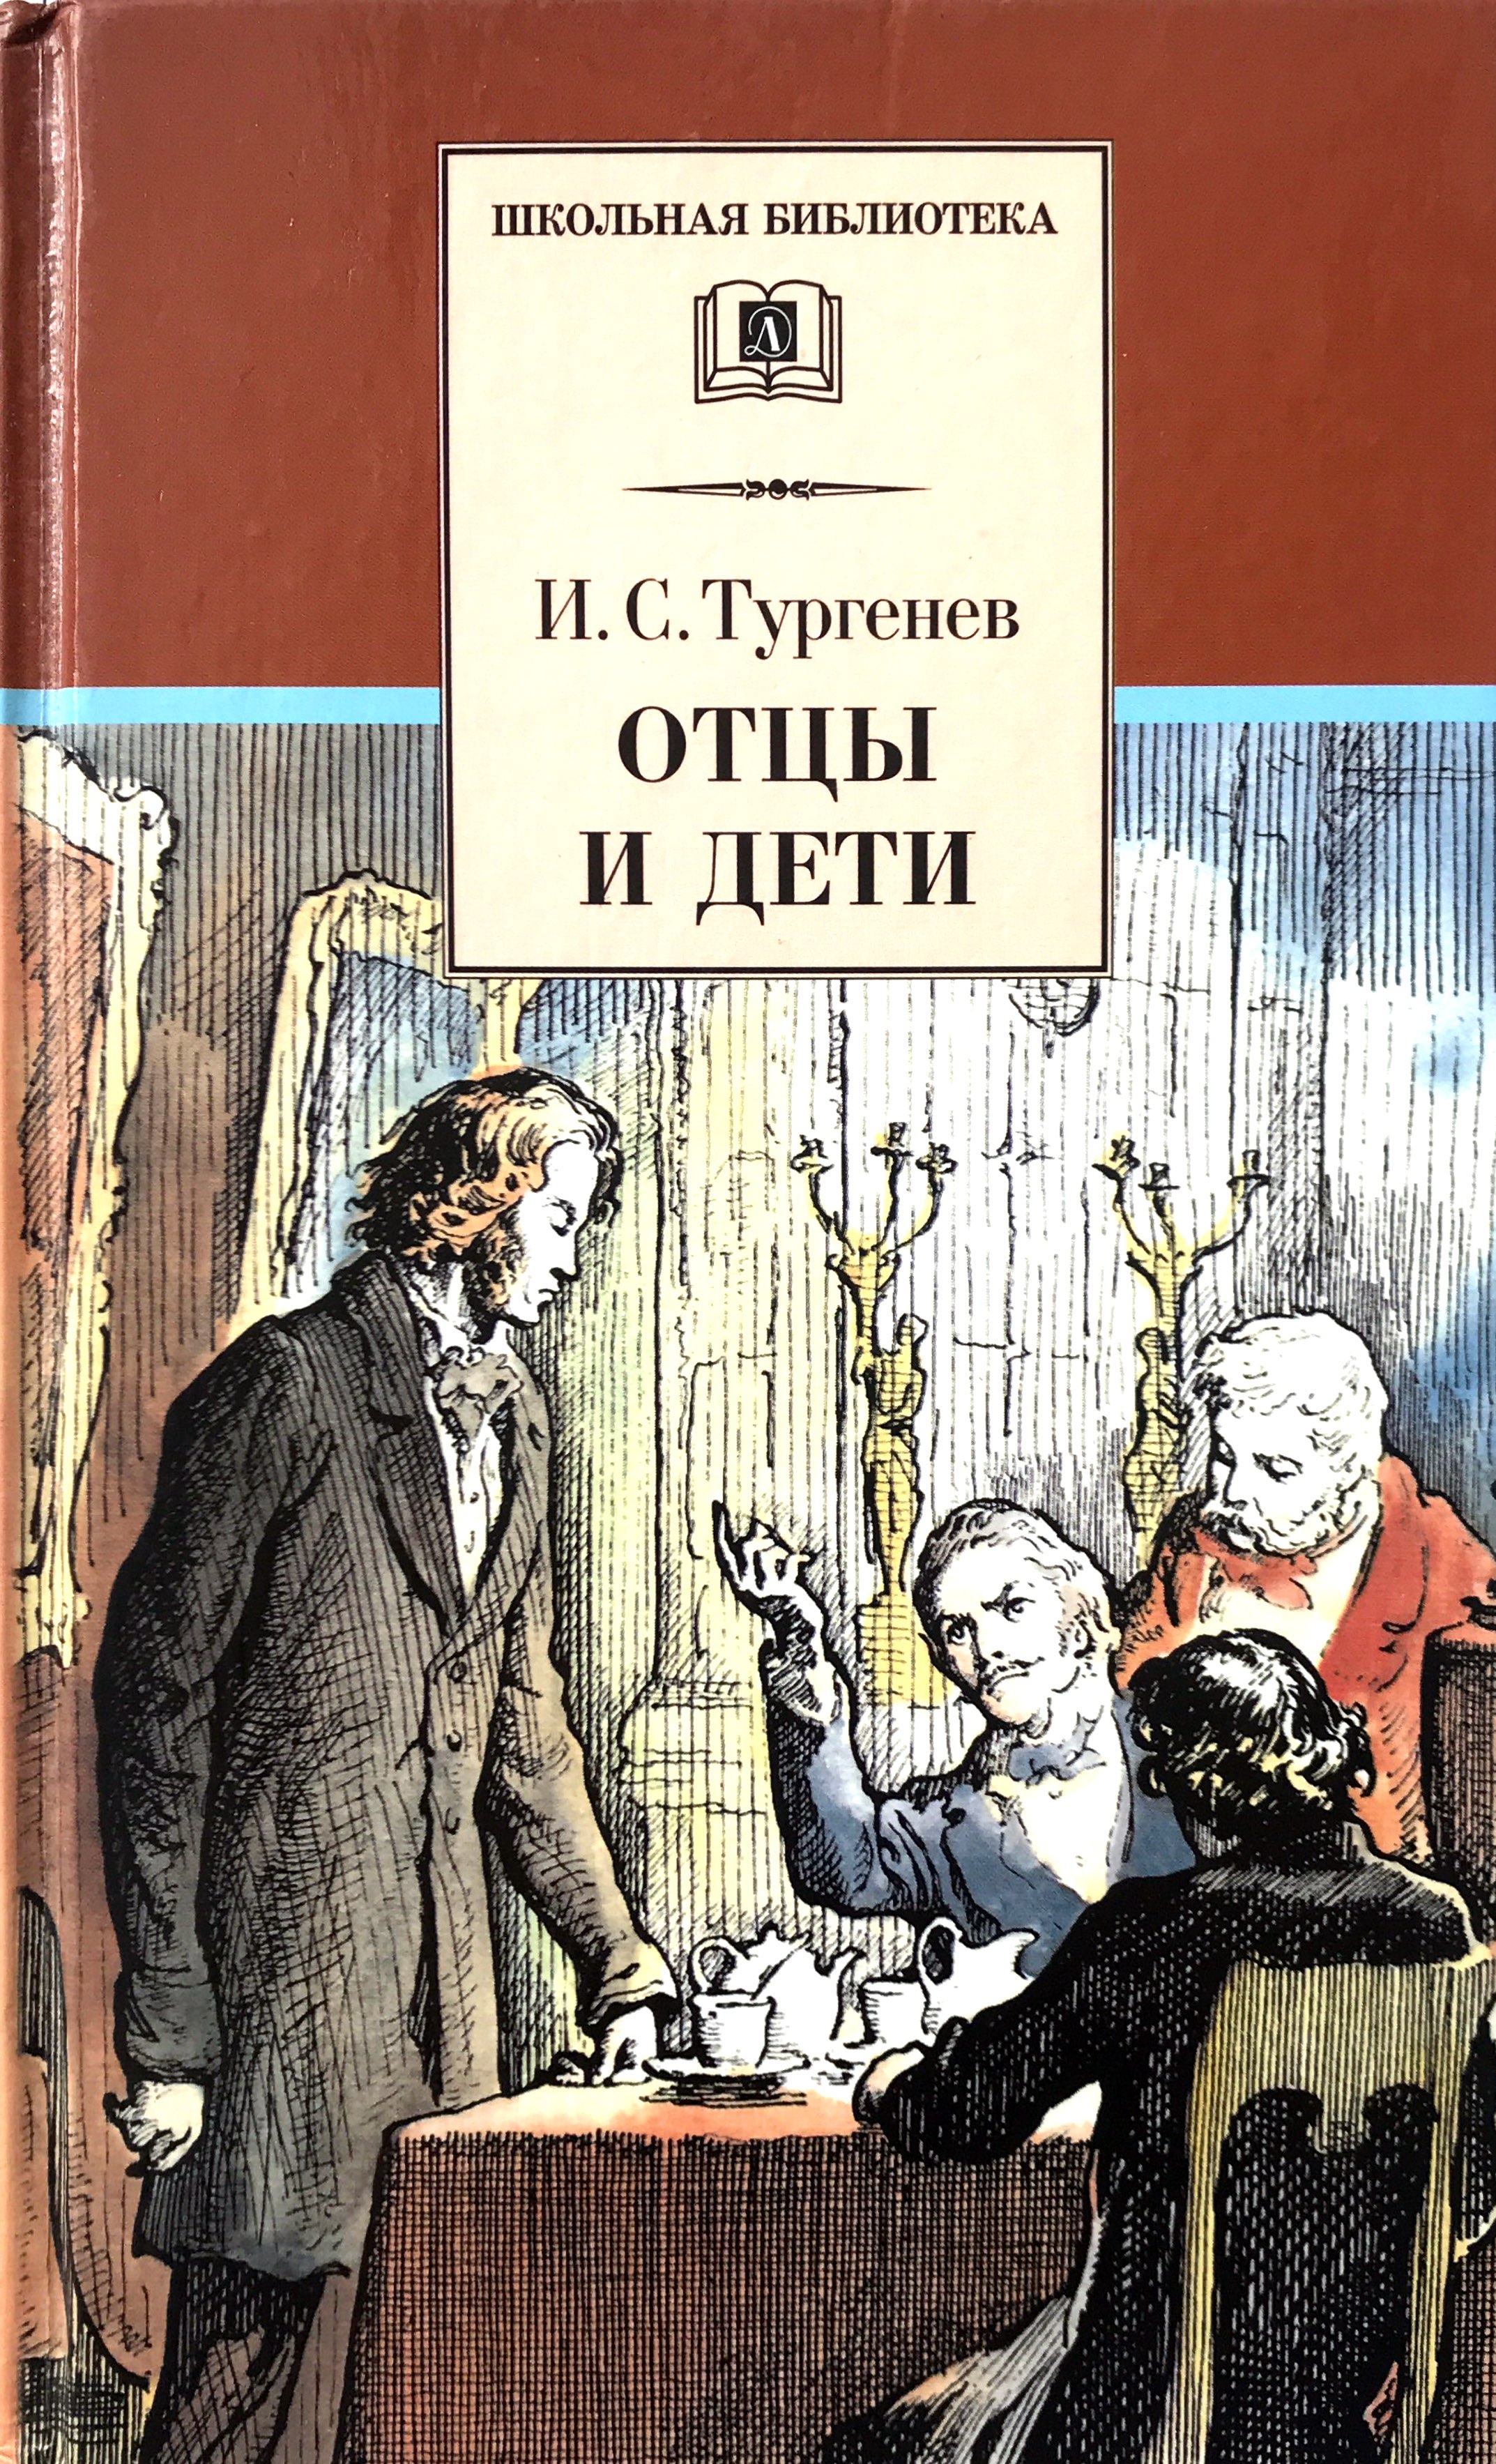 ШКОЛЬНАЯ БИБЛИОТЕКА
Д
И. С. Тургенев
ОТЦЫ
И ДЕТИ